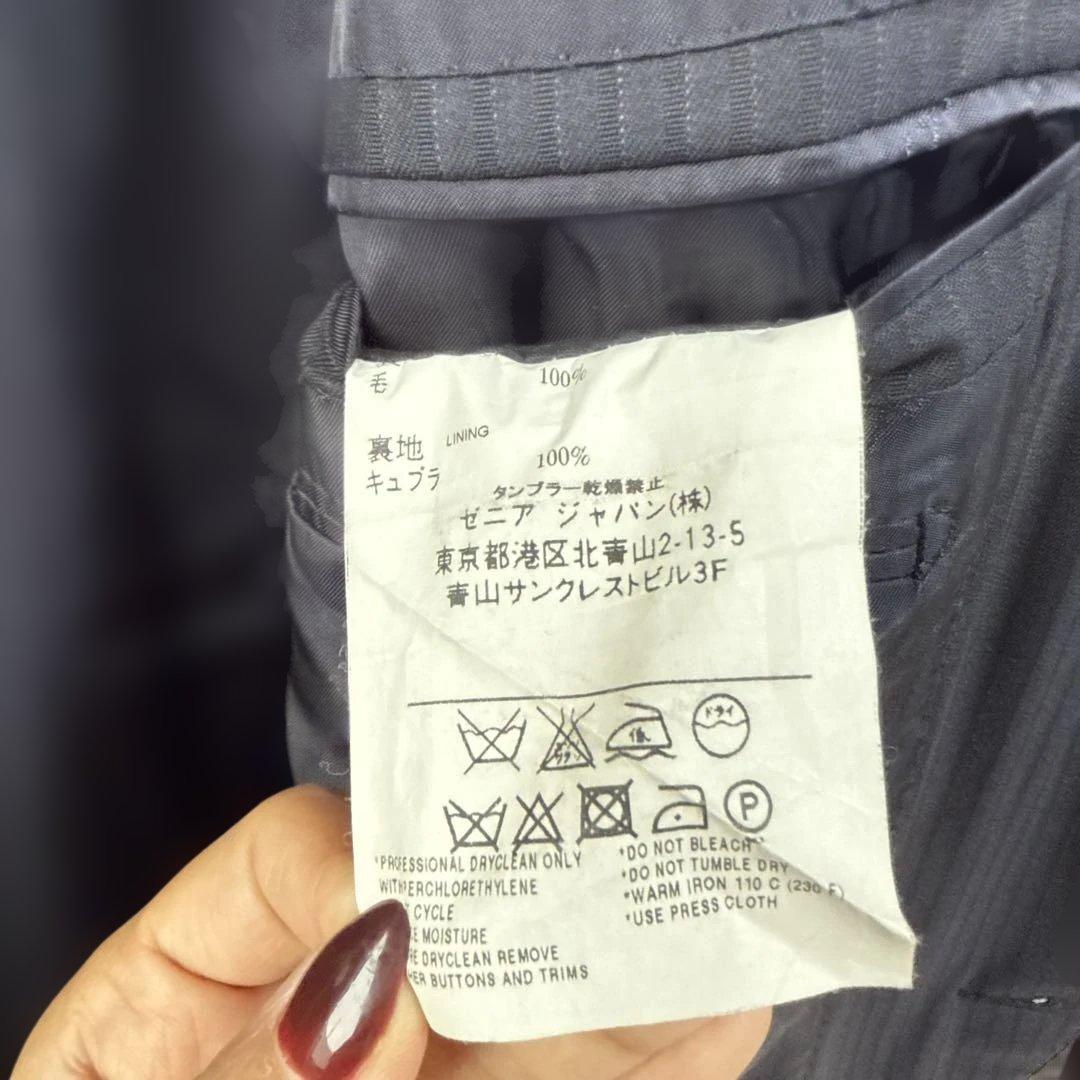 毛 100%
裏地 LINING
キュプラ 100%
タンブラー乾燥禁止
ゼニア ジャパン(株)
東京都港区北青山2-13-5
青山サンクレストビル3F
ドライ
低
P
*PROFESSIONAL DRYCLEAN ONLY
WITH PERCHLORETHYLENE
CYCLE
MOISTURE
DRYCLEAN REMOVE
BUTTONS AND TRIMS
*DO NOT BLEACH
*DO NOT TUMBLE DRY
*WARM IRON 110 C (230 F)
*USE PRESS CLOTH